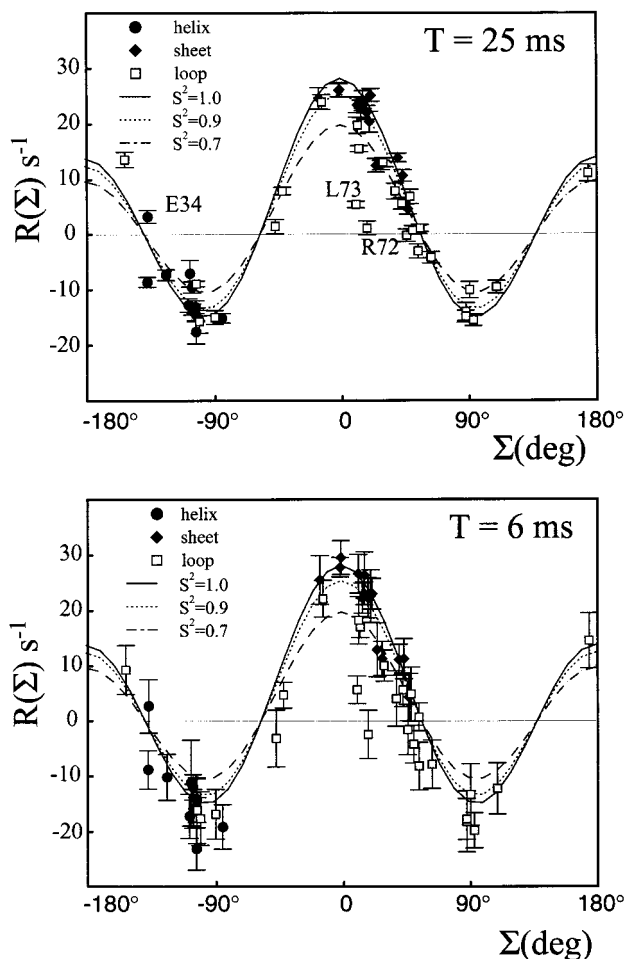 T = 25 ms
helix
sheet
loop
S²=1.0
S²=0.9
S²=0.7
E34
L73
R72
30
20
10
0
-10
-20
R(Σ) s⁻¹
-180° -90° 0 90° 180°
Σ(deg)
T = 6 ms
helix
sheet
loop
S²=1.0
S²=0.9
S²=0.7
30
20
10
0
-10
-20
R(Σ) s⁻¹
-180° -90° 0 90° 180°
Σ(deg)